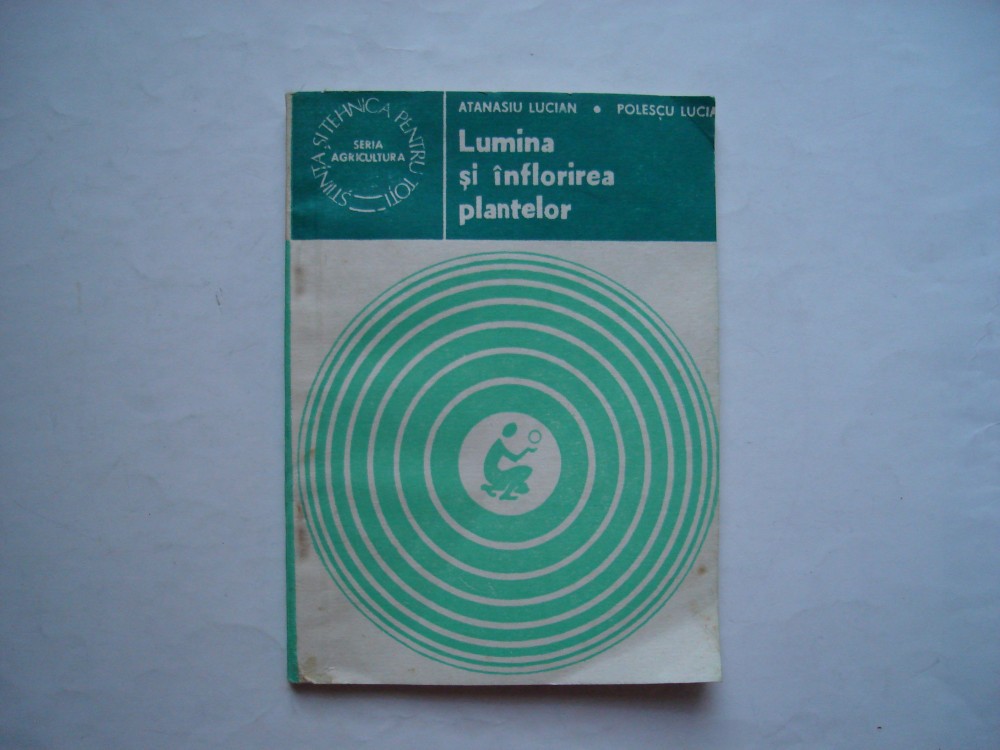 ATANASIU LUCIAN • POLESCU LUCIA
Lumina
și înflorirea
plantelor
ȘTIINȚA ȘI TEHNICA PENTRU TOȚI
SERIA
AGRICULTURA